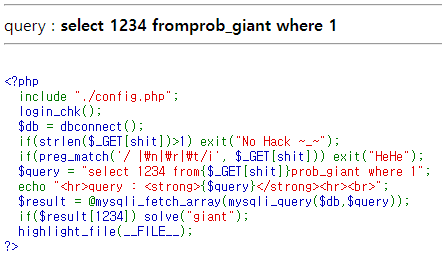 query : select 1234 fromprob_giant where 1
<?php
  include "./config.php";
  login_chk();
  $db = dbconnect();
  if(strlen($_GET[shit])>1) exit("No Hack ~_~");
  if(preg_match('/ |₩n|₩r|₩t/i', $_GET[shit])) exit("HeHe");
  $query = "select 1234 from{$_GET[shit]}prob_giant where 1";
  echo "<hr>query : <strong>{$query}</strong><hr><br>";
  $result = @mysqli_fetch_array(mysqli_query($db,$query));
  if($result[1234]) solve("giant");
  highlight_file(__FILE__);
?>